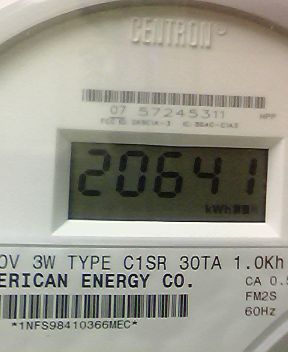 CENTRON
07 57245311
20641
kWh
OV 3W TYPE C1SR 30TA 1.0Kh
ERICAN ENERGY CO.
CA 0.5
FM2S
60Hz
*1NFS98410366MEC*